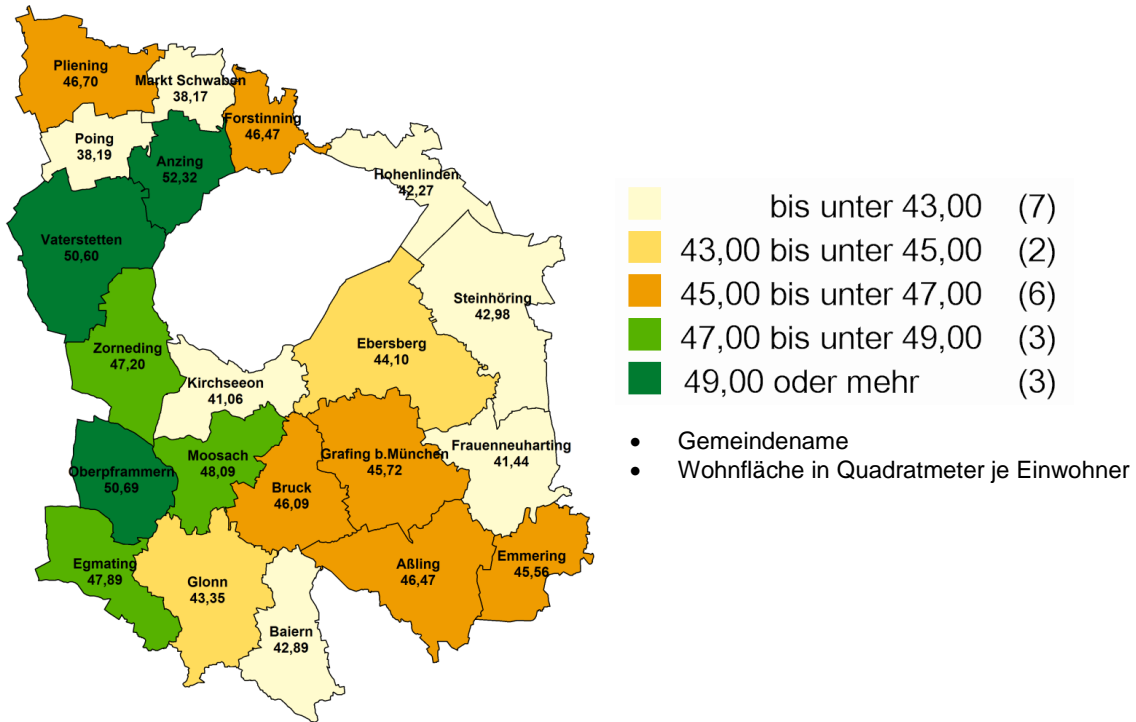 Pliening
46,70
Markt Schwaben
38,17
Forstinning
46,47
Poing
38,19
Anzing
52,32
Hohenlinden
42,27
Vaterstetten
50,60
Steinhöring
42,98
Zorneding
47,20
Ebersberg
44,10
Kirchseeon
41,06
Moosach
48,09
Grafing b.München
45,72
Frauenneuharting
41,44
Oberpframmern
50,69
Bruck
46,09
Egmating
47,89
Glonn
43,35
Aßling
46,47
Emmering
45,56
Baiern
42,89
bis unter 43,00 (7)
43,00 bis unter 45,00 (2)
45,00 bis unter 47,00 (6)
47,00 bis unter 49,00 (3)
49,00 oder mehr (3)
• Gemeindename
• Wohnfläche in Quadratmeter je Einwohner